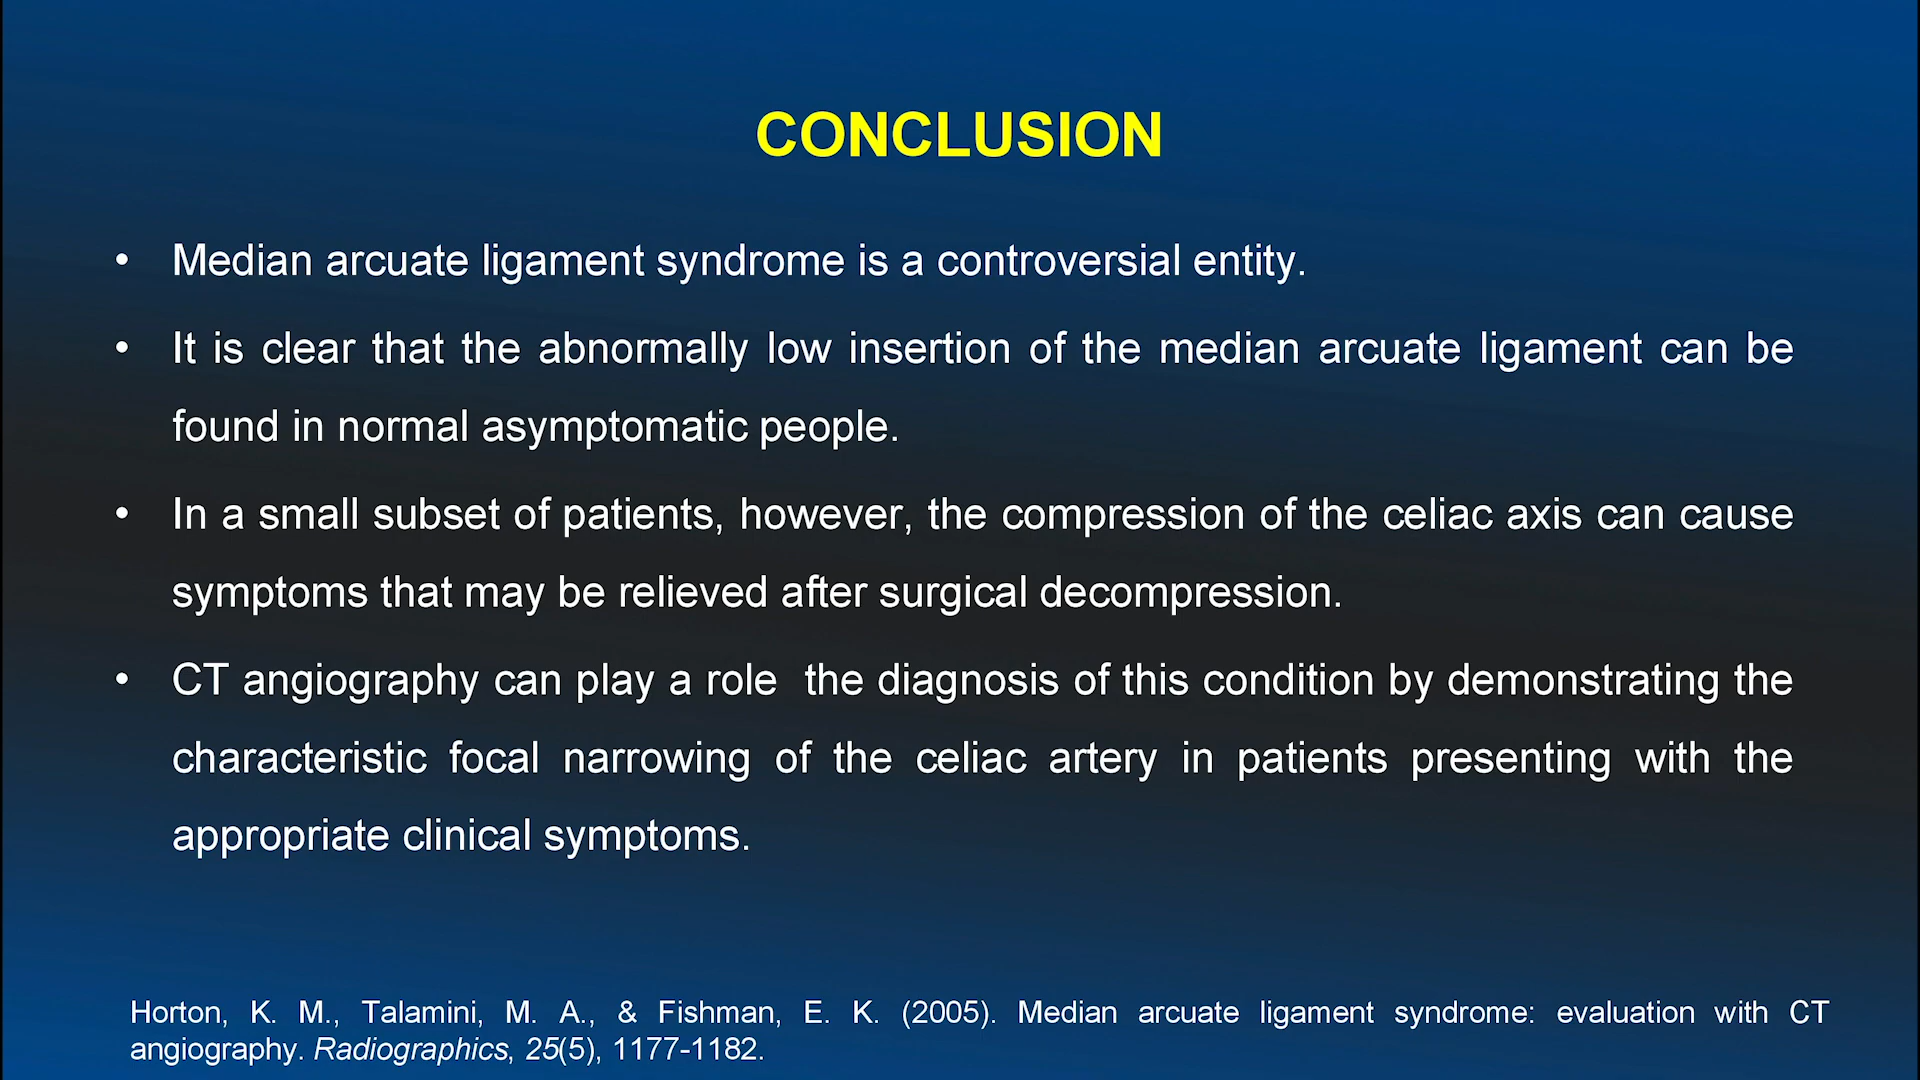 CONCLUSION
• Median arcuate ligament syndrome is a controversial entity.
• It is clear that the abnormally low insertion of the median arcuate ligament can be
found in normal asymptomatic people.
• In a small subset of patients, however, the compression of the celiac axis can cause
symptoms that may be relieved after surgical decompression.
• CT angiography can play a role  the diagnosis of this condition by demonstrating the
characteristic focal narrowing of the celiac artery in patients presenting with the
appropriate clinical symptoms.
Horton, K. M., Talamini, M. A., & Fishman, E. K. (2005). Median arcuate ligament syndrome: evaluation with CT
angiography. Radiographics, 25(5), 1177-1182.